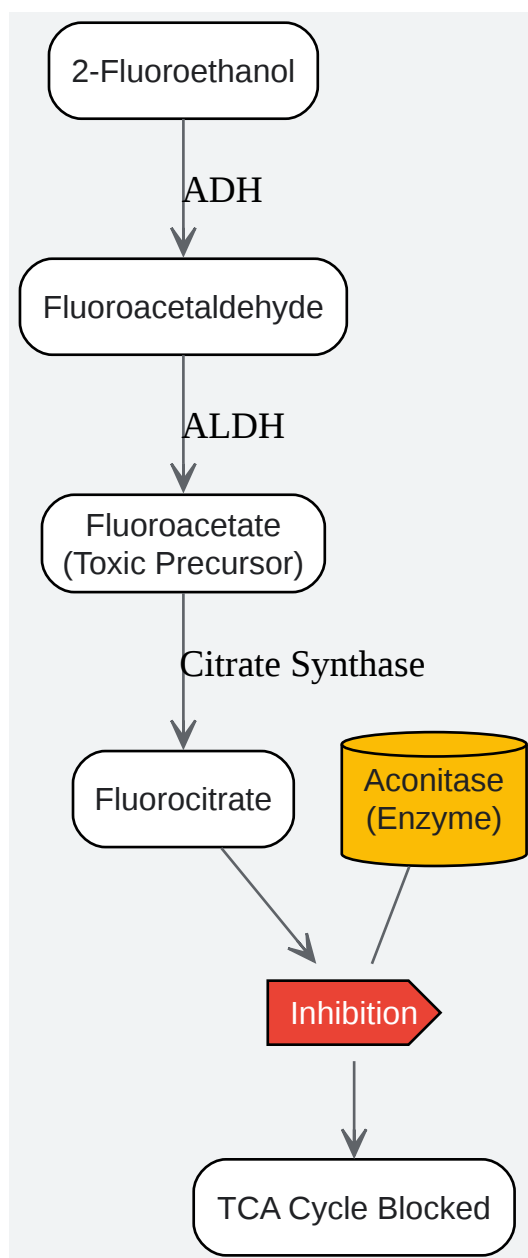 2-Fluoroethanol
ADH
Fluoroacetaldehyde
ALDH
Fluoroacetate
(Toxic Precursor)
Citrate Synthase
Fluorocitrate
Aconitase
(Enzyme)
Inhibition
TCA Cycle Blocked